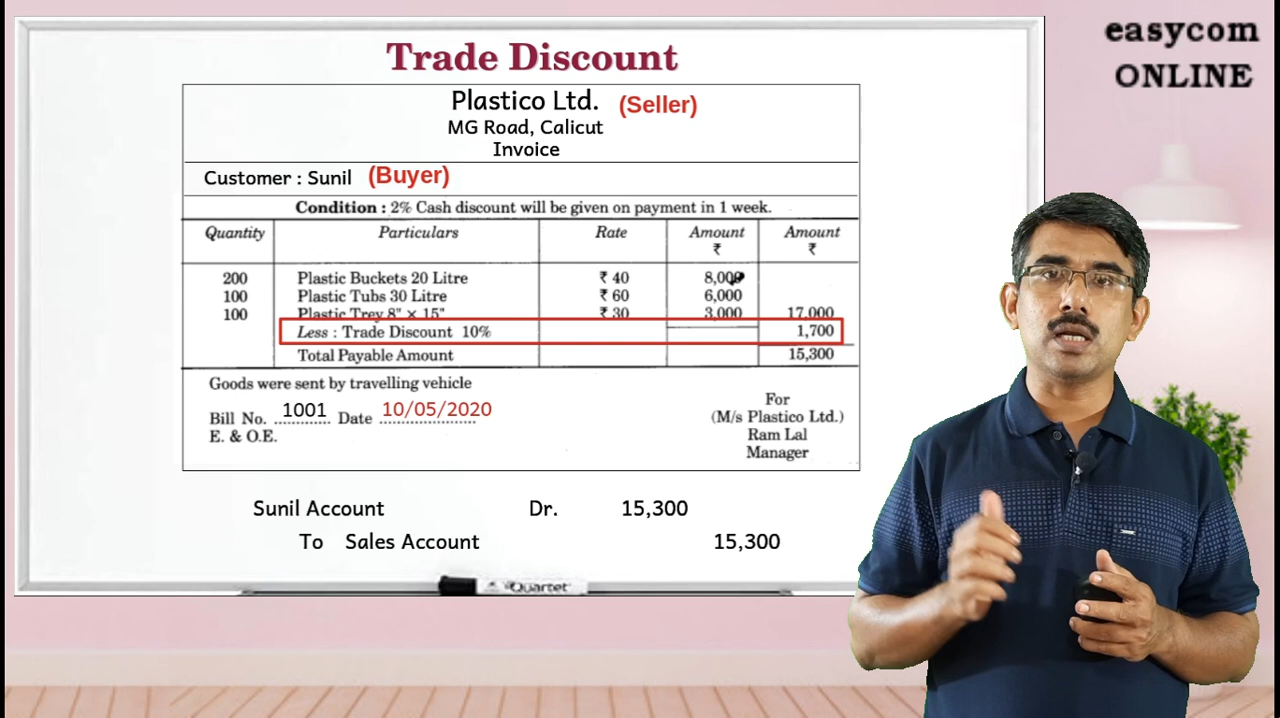 easycom
ONLINE
Trade Discount
Plastico Ltd. (Seller)
MG Road, Calicut
Invoice
Customer : Sunil (Buyer)
Condition : 2% Cash discount will be given on payment in 1 week.
Quantity Particulars Rate Amount ₹ Amount ₹
200 Plastic Buckets 20 Litre ₹ 40 8,000
100 Plastic Tubs 30 Litre ₹ 60 6,000
100 Plastic Trey 8" × 15" ₹ 30 3,000 17,000
Less : Trade Discount 10% 1,700
Total Payable Amount 15,300
Goods were sent by travelling vehicle
Bill No. 1001 Date 10/05/2020
E. & O.E.
For
(M/s Plastico Ltd.)
Ram Lal
Manager
Sunil Account Dr. 15,300
To Sales Account 15,300
Quartet